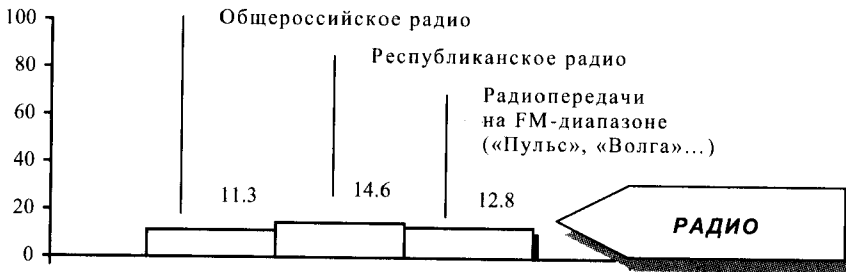 100
Общероссийское радио
Республиканское радио
80
Радиопередачи
на FM-диапазоне
(«Пульс», «Волга»...)
60
40
11.3
14.6
12.8
20
РАДИО
0